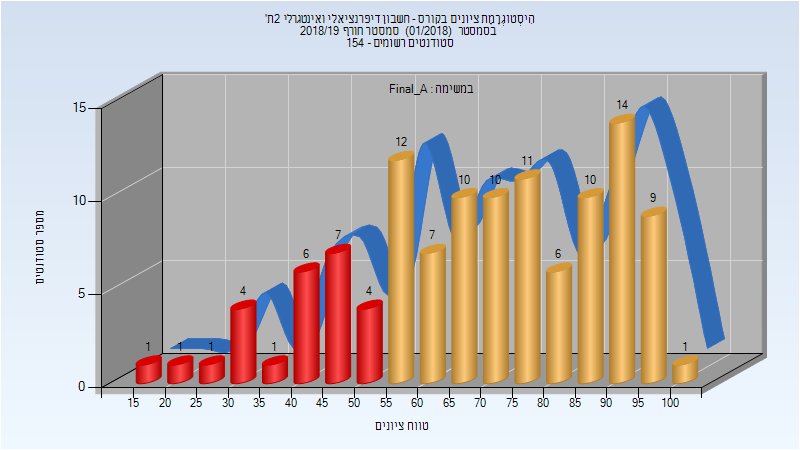 היסטוגרמת ציונים בקורס - חשבון דיפרנציאלי ואינטגרלי 2ת'
בסמסטר (01/2018) סמסטר חורף 2018/19
סטודנטים רשומים - 154
במשימה : Final_A
מספר סטודנטים
15
10
5
0
1 1 1 4 1 6 7 4 12 7 10 10 11 6 10 14 9 1
15 20 25 30 35 40 45 50 55 60 65 70 75 80 85 90 95 100
טווח ציונים